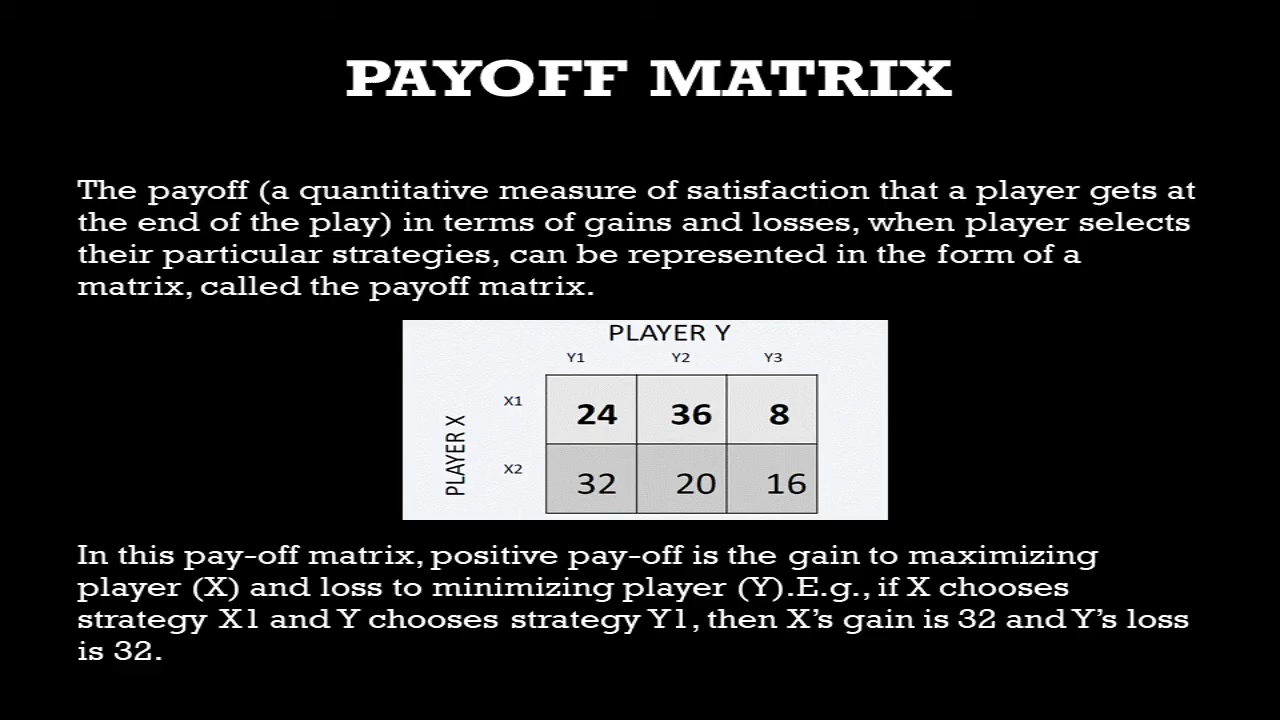 PAYOFF MATRIX
The payoff (a quantitative measure of satisfaction that a player gets at
the end of the play) in terms of gains and losses, when player selects
their particular strategies, can be represented in the form of a
matrix, called the payoff matrix.
PLAYER Y
Y1 Y2 Y3
PLAYER X
X1 24 36 8
X2 32 20 16
In this pay-off matrix, positive pay-off is the gain to maximizing
player (X) and loss to minimizing player (Y).E.g., if X chooses
strategy X1 and Y chooses strategy Y1, then X's gain is 32 and Y's loss
is 32.